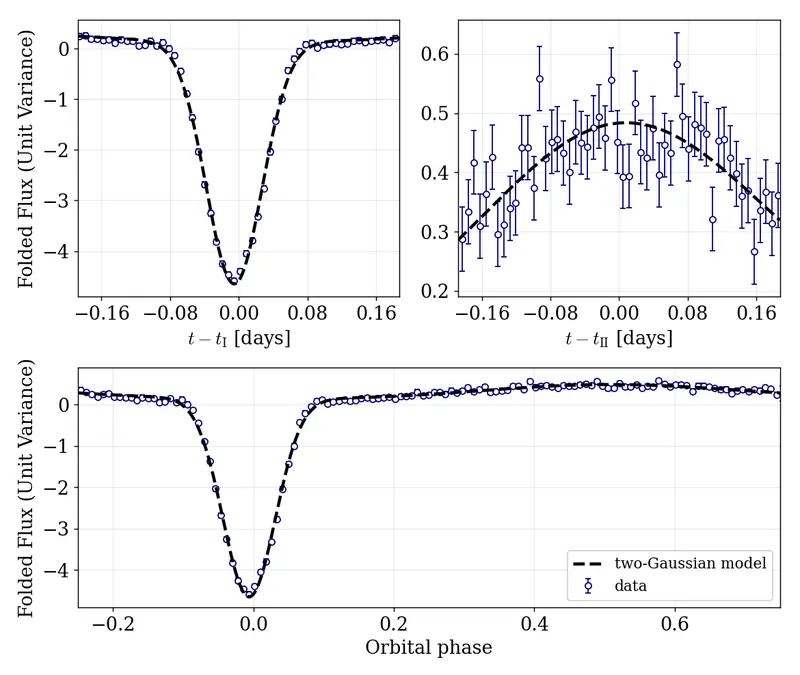 Folded Flux (Unit Variance)
0
−1
−2
−3
−4
−0.16 −0.08 0.00 0.08 0.16
t − tI [days]
0.6
0.5
0.4
0.3
0.2
−0.16 −0.08 0.00 0.08 0.16
t − tII [days]
Folded Flux (Unit Variance)
0
−1
−2
−3
−4
−0.2 0.0 0.2 0.4 0.6
Orbital phase
two-Gaussian model
data